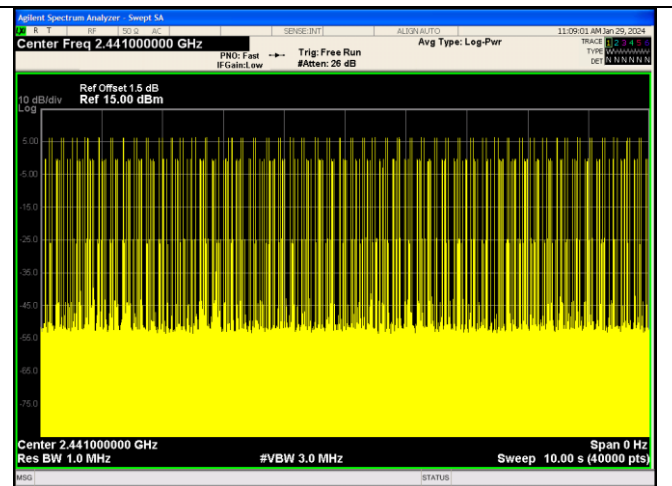 Agilent Spectrum Analyzer - Swept SA
R T RF 50 Ω AC SENSE:INT ALIGN AUTO 11:09:01 AM Jan 29, 2024
Center Freq 2.441000000 GHz Avg Type: Log-Pwr TRACE 1 2 3 4 5 6
PNO: Fast Trig: Free Run TYPE
IFGain:Low #Atten: 26 dB DET N N N N N N
Ref Offset 1.5 dB
10 dB/div Ref 15.00 dBm
Log
5.00
-5.00
-15.0
-25.0
-35.0
-45.0
-55.0
-65.0
-75.0
Center 2.441000000 GHz Span 0 Hz
Res BW 1.0 MHz #VBW 3.0 MHz Sweep 10.00 s (40000 pts)
MSG STATUS